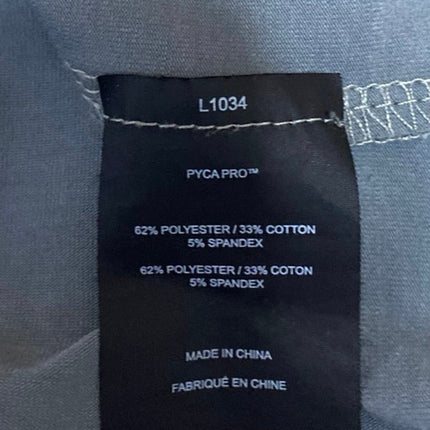 L1034
PYCA PRO™
62% POLYESTER / 33% COTTON
5% SPANDEX
62% POLYESTER / 33% COTON
5% SPANDEX
MADE IN CHINA
FABRIQUÉ EN CHINE